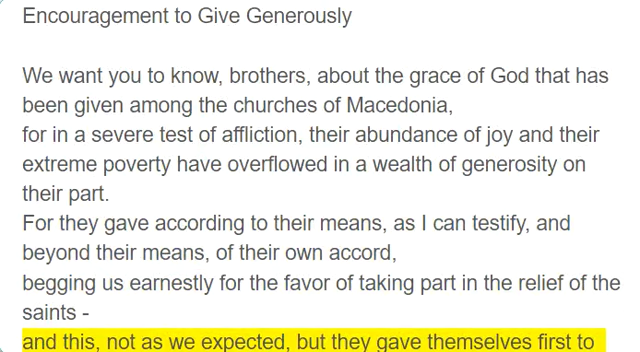 Encouragement to Give Generously
We want you to know, brothers, about the grace of God that has
been given among the churches of Macedonia,
for in a severe test of affliction, their abundance of joy and their
extreme poverty have overflowed in a wealth of generosity on
their part.
For they gave according to their means, as I can testify, and
beyond their means, of their own accord,
begging us earnestly for the favor of taking part in the relief of the
saints -
and this, not as we expected, but they gave themselves first to